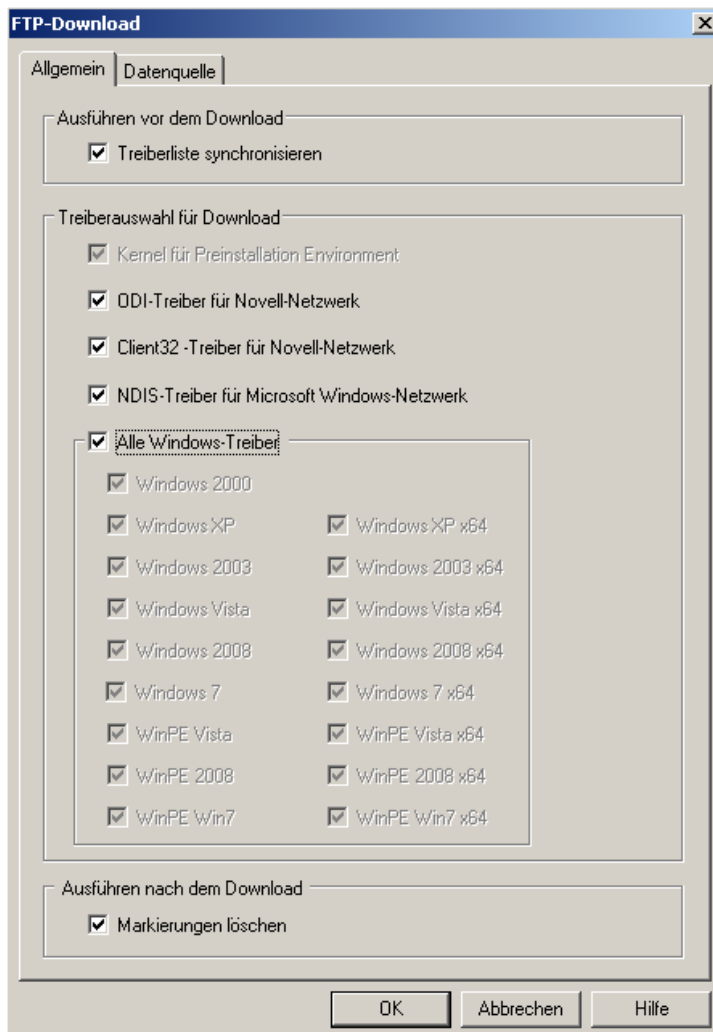 FTP-Download
Allgemein Datenquelle
Ausführen vor dem Download
Treiberliste synchronisieren
Treiberauswahl für Download
Kernel für Preinstallation Environment
ODI-Treiber für Novell-Netzwerk
Client32 -Treiber für Novell-Netzwerk
NDIS-Treiber für Microsoft Windows-Netzwerk
Alle Windows-Treiber
Windows 2000
Windows XP Windows XP x64
Windows 2003 Windows 2003 x64
Windows Vista Windows Vista x64
Windows 2008 Windows 2008 x64
Windows 7 Windows 7 x64
WinPE Vista WinPE Vista x64
WinPE 2008 WinPE 2008 x64
WinPE Win7 WinPE Win7 x64
Ausführen nach dem Download
Markierungen löschen
OK Abbrechen Hilfe